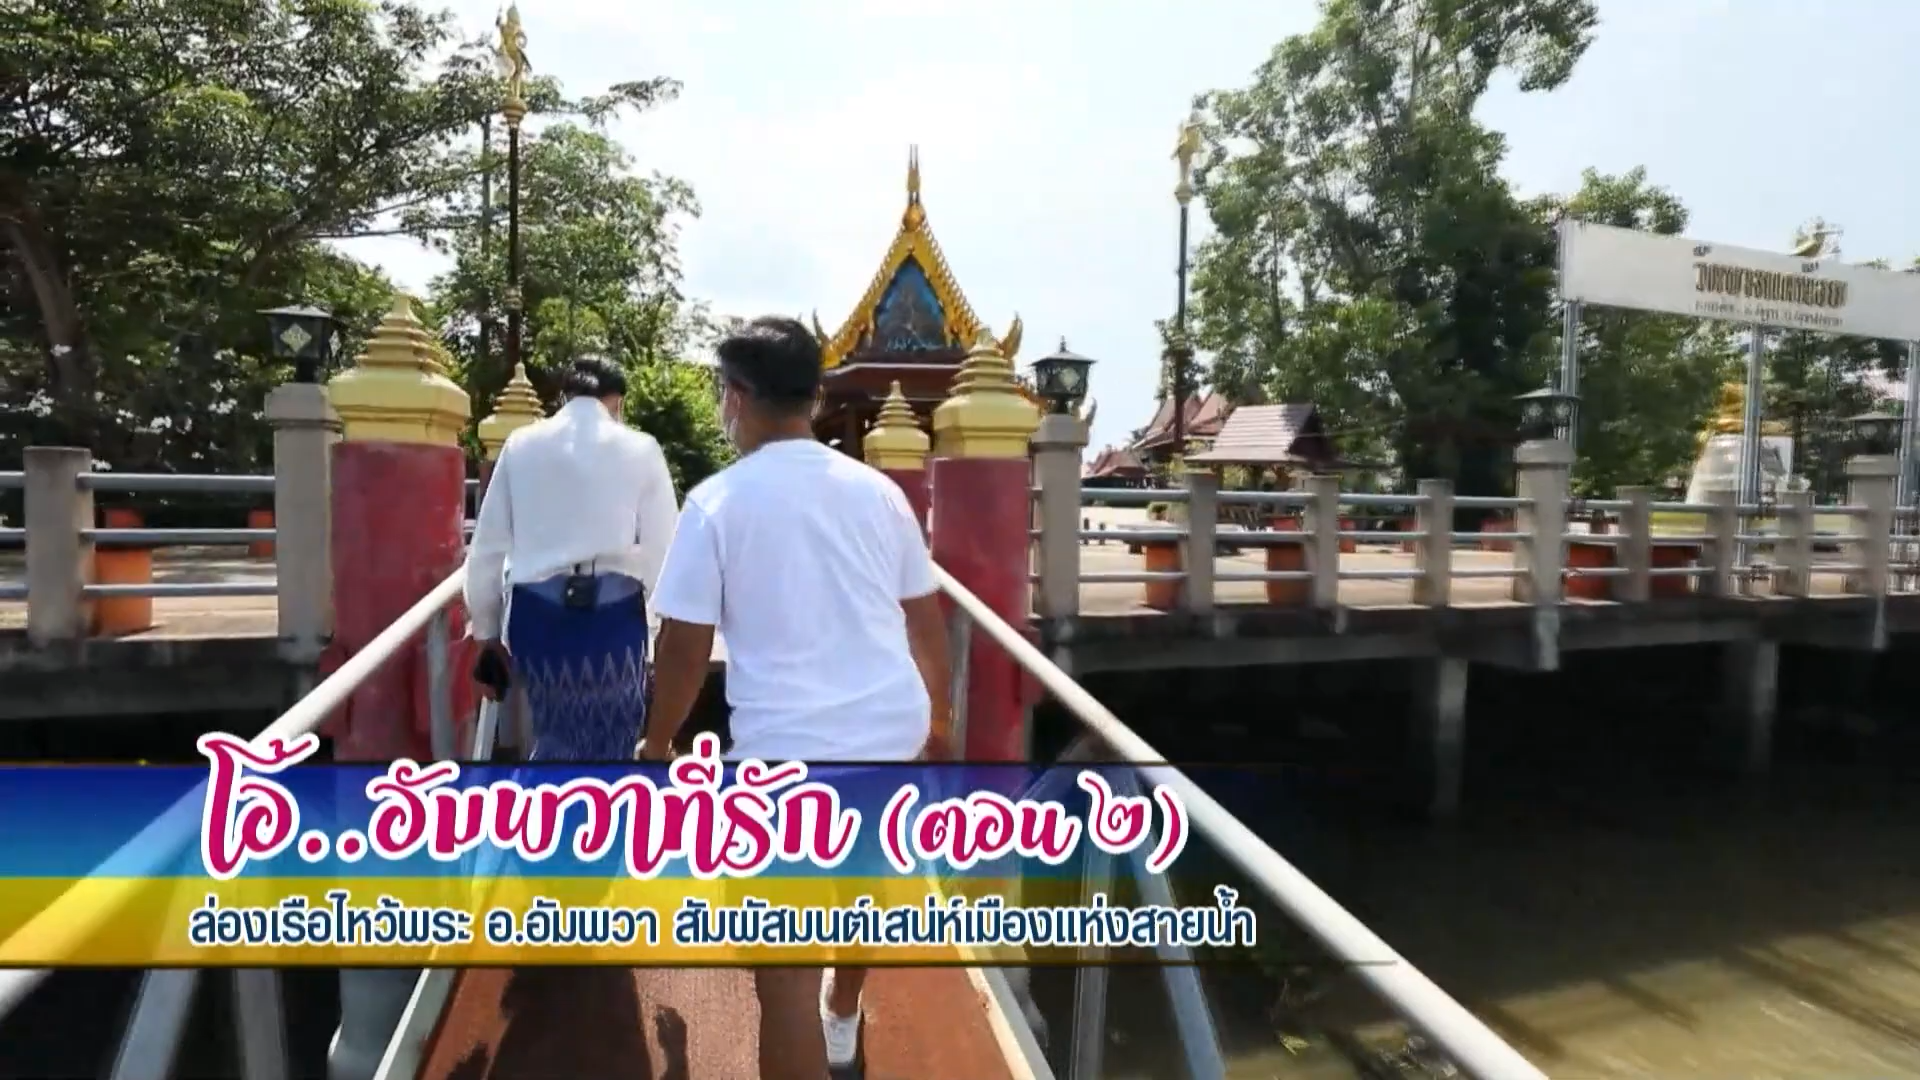 โอ้..อัมพวาที่รัก (ตอน ๒)
ล่องเรือไหว้พระ อ.อัมพวา สัมผัสมนต์เสน่ห์เมืองแห่งสายน้ำ